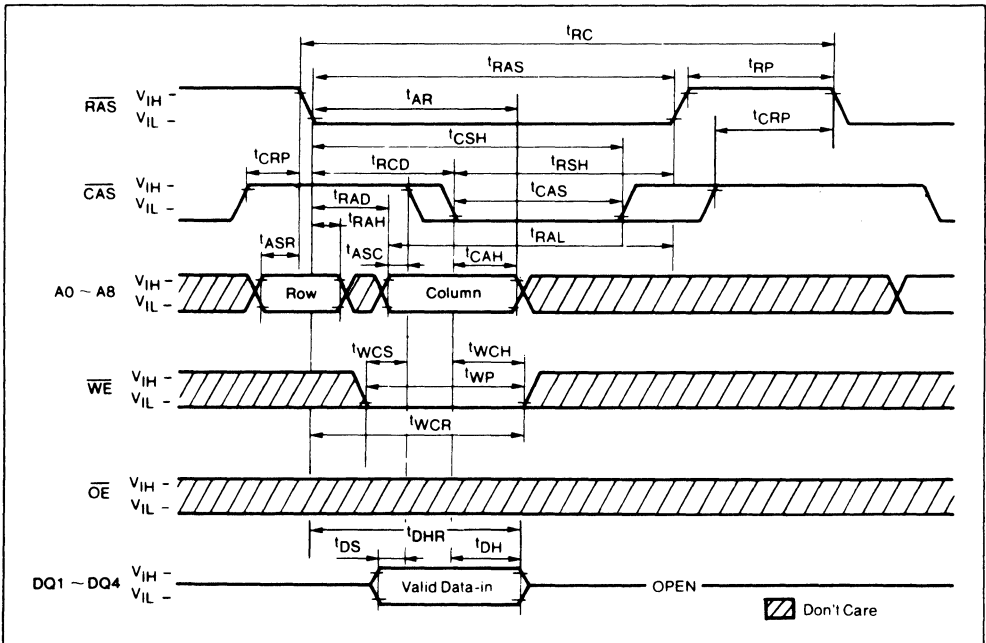 tRC
tRAS
tRP
tAR
RAS VIH –
VIL –
tCSH
tCRP
tCRP
tRCD
tRSH
CAS VIH –
VIL –
tCAS
tRAD
tRAH
tRAL
tASR
tASC
tCAH
A0 ~ A8 VIH –
VIL –
Row
Column
tWCS
tWCH
WE VIH –
VIL –
tWP
tWCR
OE VIH –
VIL –
tDHR
tDS
tDH
DQ1 ~ DQ4 VIH –
VIL –
Valid Data-in
OPEN
Don't Care